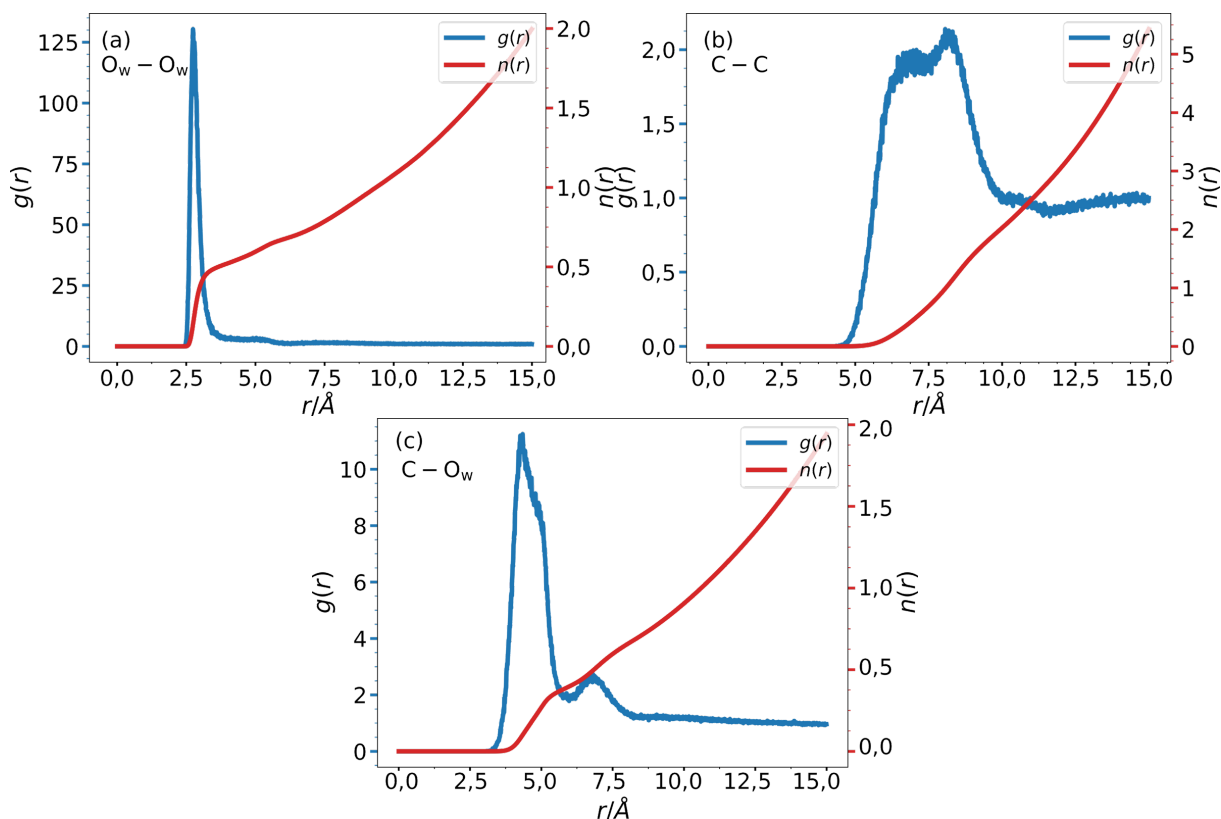 (a)
O_w − O_w
g(r)
n(r)
125
100
75
50
25
0
g(r)
2,0
1,5
1,0
0,5
0,0
n(r)
0,0 2,5 5,0 7,5 10,0 12,5 15,0
r/Å
(b)
C − C
g(r)
n(r)
2,0
1,5
1,0
0,5
0,0
g(r)
5
4
3
2
1
0
n(r)
0,0 2,5 5,0 7,5 10,0 12,5 15,0
r/Å
(c)
C − O_w
g(r)
n(r)
10
8
6
4
2
0
g(r)
2,0
1,5
1,0
0,5
0,0
n(r)
0,0 2,5 5,0 7,5 10,0 12,5 15,0
r/Å